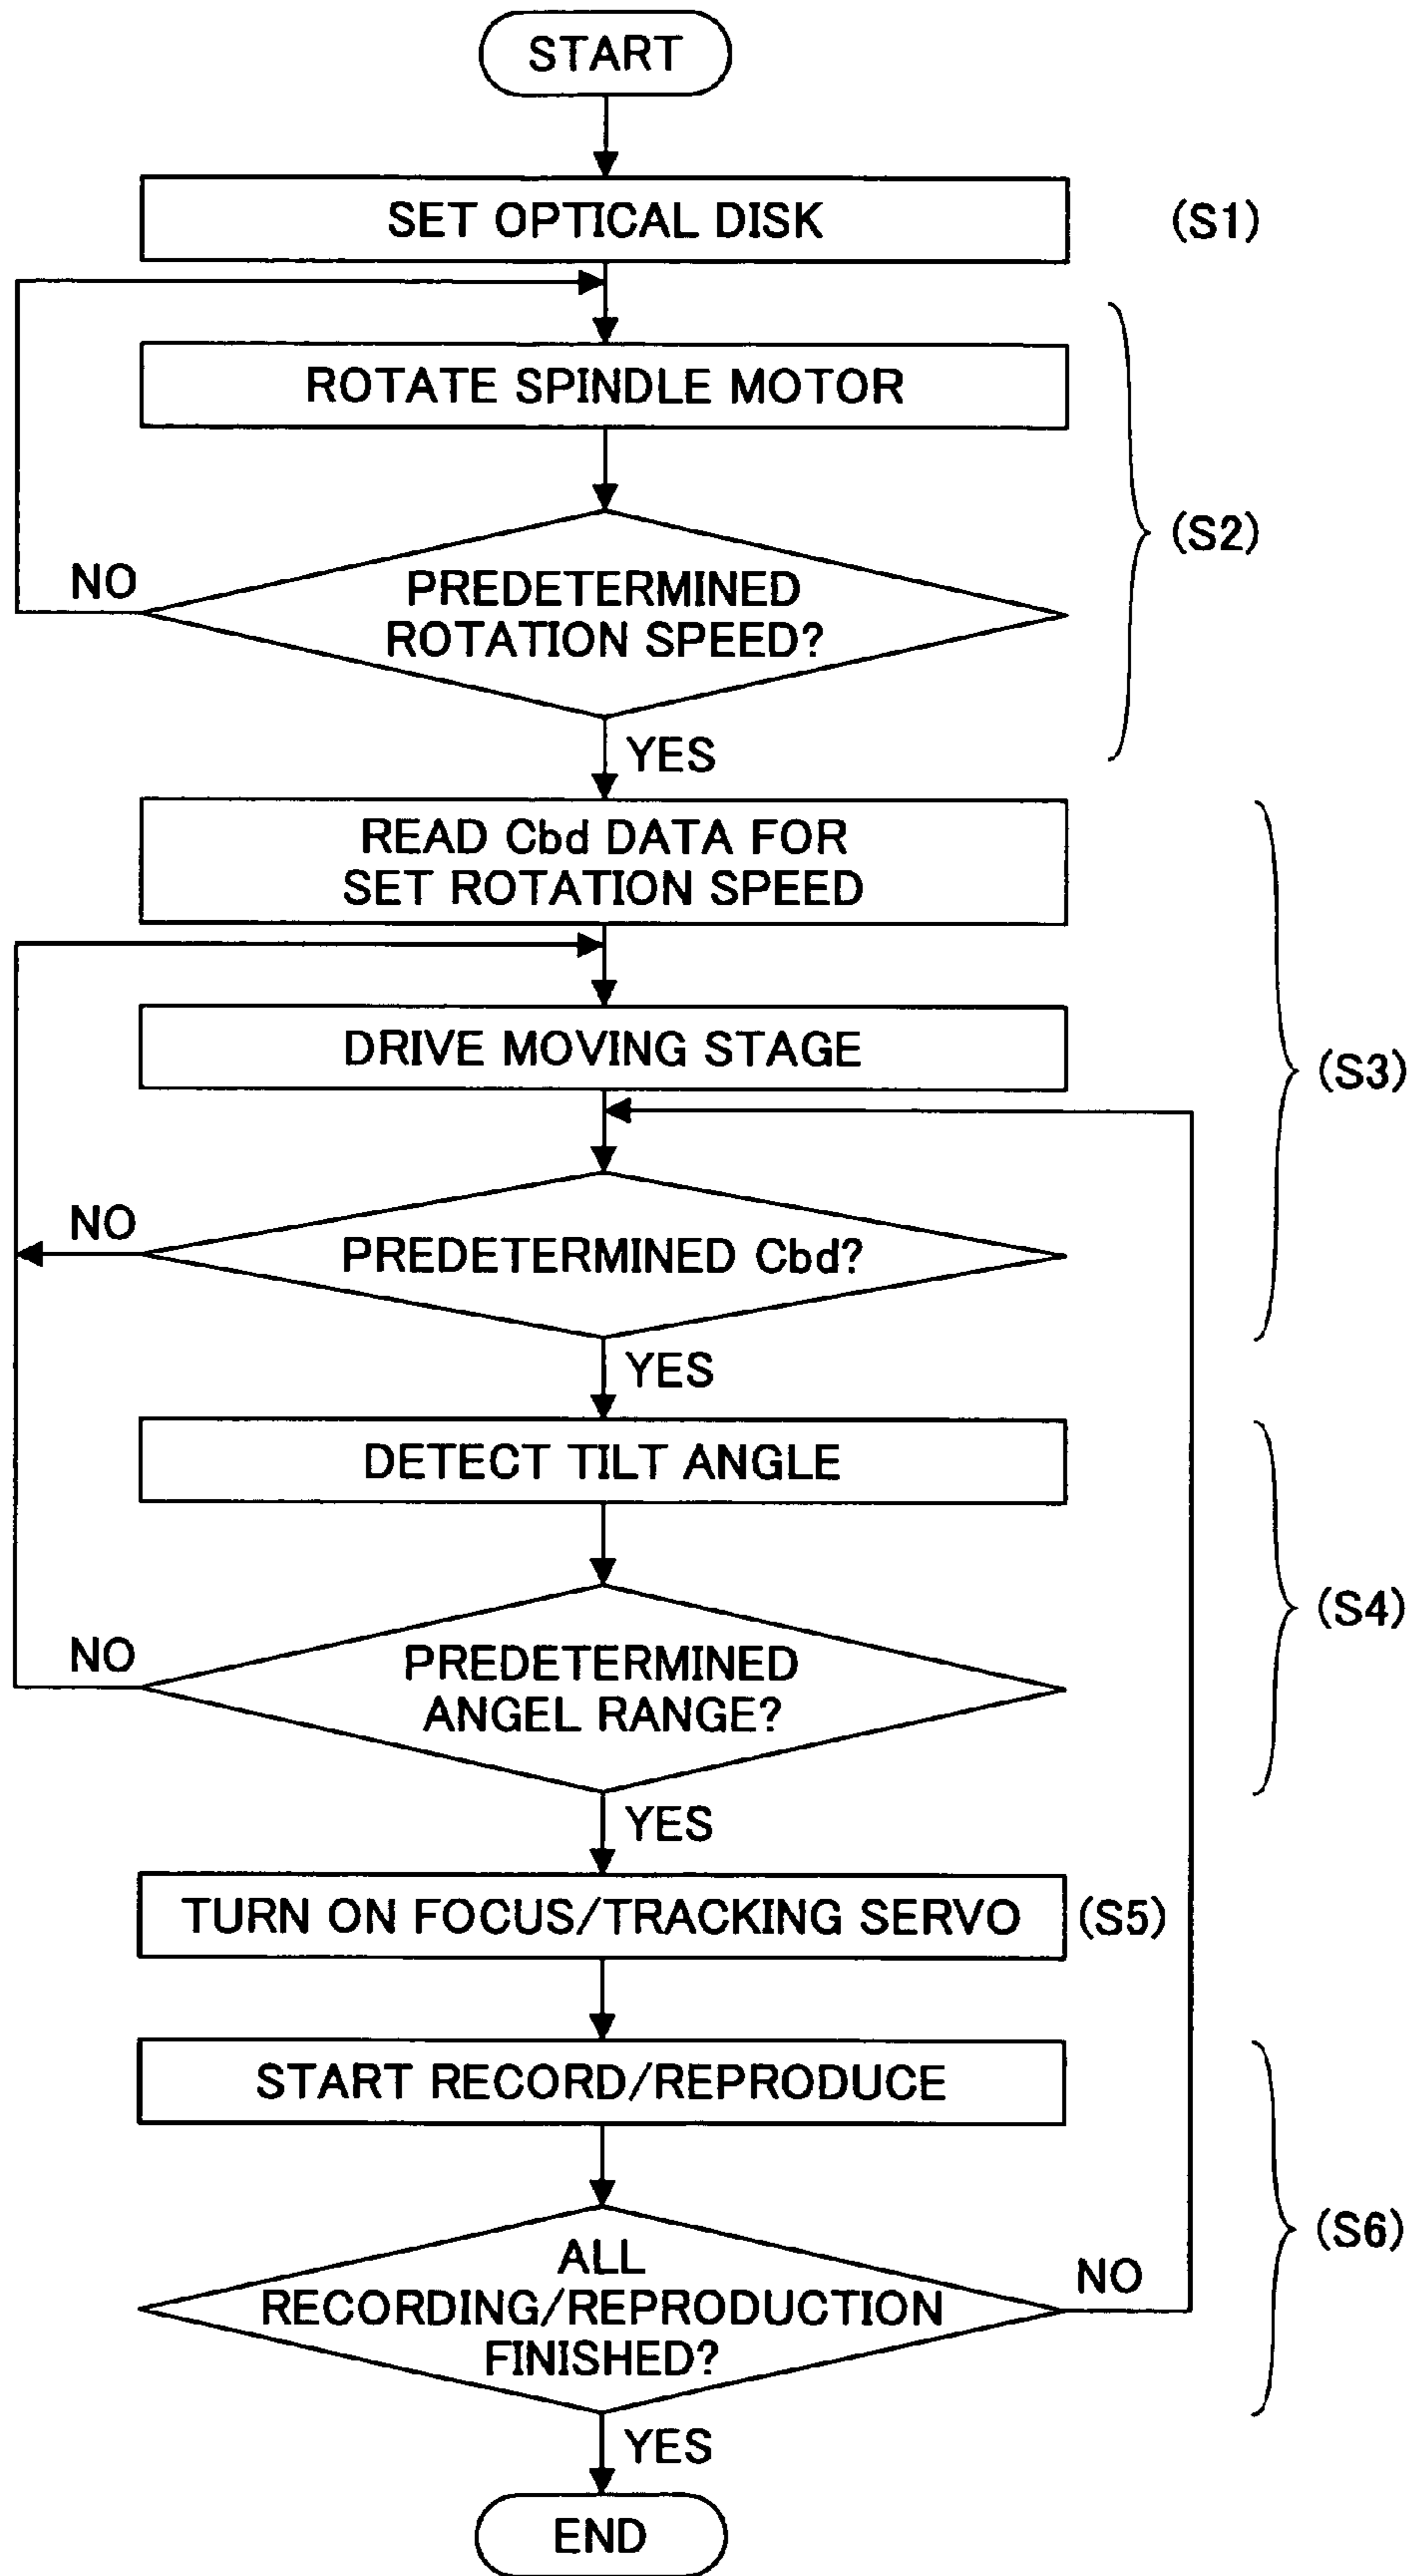 START
SET OPTICAL DISK
(S1)
ROTATE SPINDLE MOTOR
(S2)
NO
PREDETERMINED
ROTATION SPEED?
YES
READ Cbd DATA FOR
SET ROTATION SPEED
DRIVE MOVING STAGE
(S3)
NO
PREDETERMINED Cbd?
YES
DETECT TILT ANGLE
(S4)
NO
PREDETERMINED
ANGEL RANGE?
YES
TURN ON FOCUS/TRACKING SERVO
(S5)
START RECORD/REPRODUCE
(S6)
ALL
RECORDING/REPRODUCTION
FINISHED?
NO
YES
END